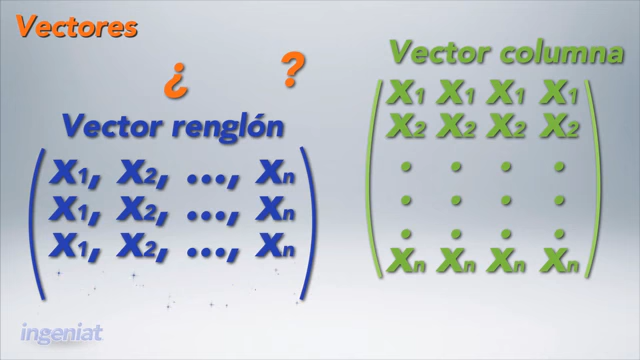 Vectores
¿ ?
Vector renglón
x1, x2, ..., xn
x1, x2, ..., xn
x1, x2, ..., xn
Vector columna
x1 x1 x1 x1
x2 x2 x2 x2
. . . .
. . . .
. . . .
xn xn xn xn
ingeniat